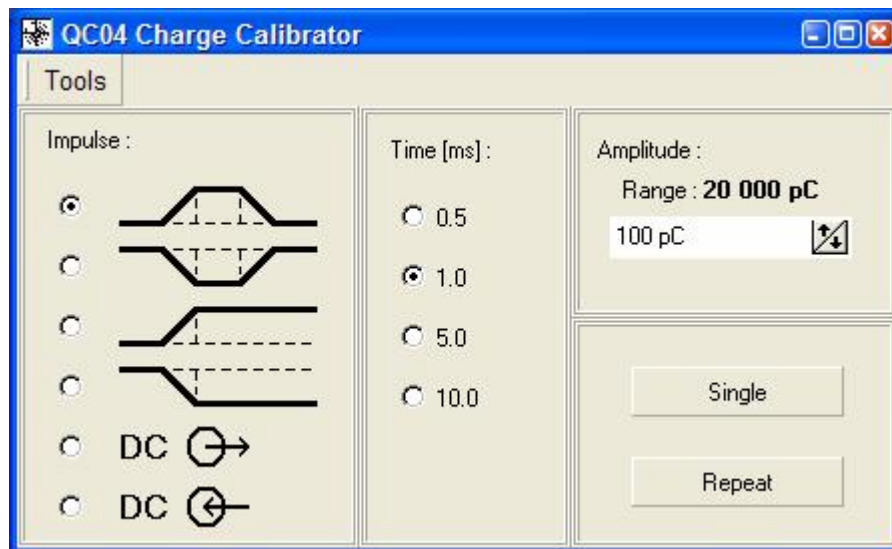 QC04 Charge Calibrator
Tools
Impulse :
DC
DC
Time [ms] :
0.5
1.0
5.0
10.0
Amplitude :
Range : 20 000 pC
100 pC
Single
Repeat